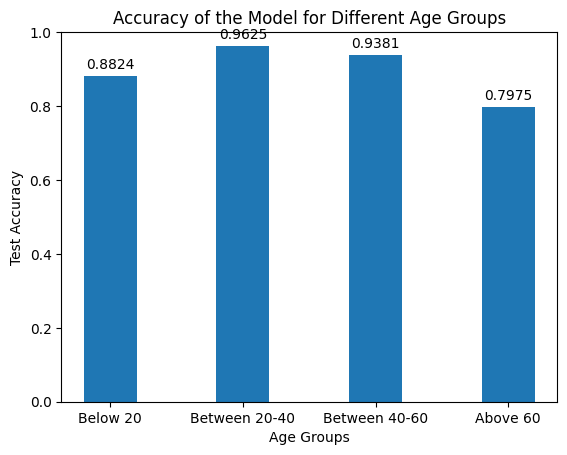 Accuracy of the Model for Different Age Groups
1.0
0.8
0.6
0.4
0.2
0.0
Test Accuracy
0.8824
0.9625
0.9381
0.7975
Below 20
Between 20-40
Between 40-60
Above 60
Age Groups